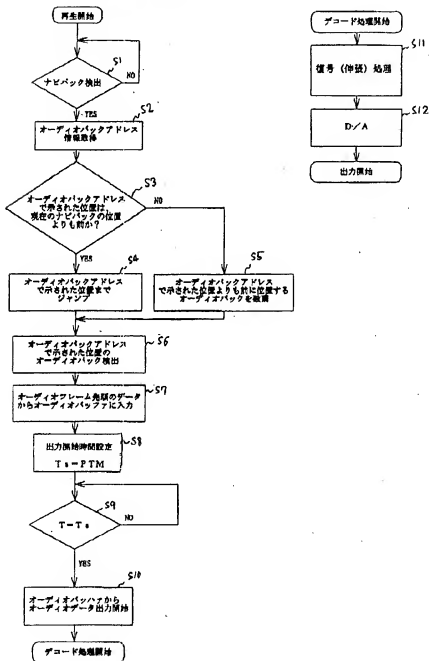 再生開始
S1
ナビパック検出
NO
YES
S2
オーディオパックアドレス
情報取得
S3
オーディオパックアドレス
で示された位置は、
現在のナビパックの位置
よりも前か?
NO
YES
S4
オーディオパックアドレス
で示された位置まで
ジャンプ
S5
オーディオパックアドレス
で示された位置よりも前に位置する
オーディオパックを破棄
S6
オーディオパックアドレス
で示された位置の
オーディオパック検出
S7
オーディオフレーム先頭のデータ
からオーディオバッファに入力
S8
出力開始時間設定
Ts=PTM
S9
T=Ts
NO
YES
S10
オーディオバッファから
オーディオデータ出力開始
デコード処理開始
デコード処理開始
S11
復号(伸張)処理
S12
D/A
出力開始